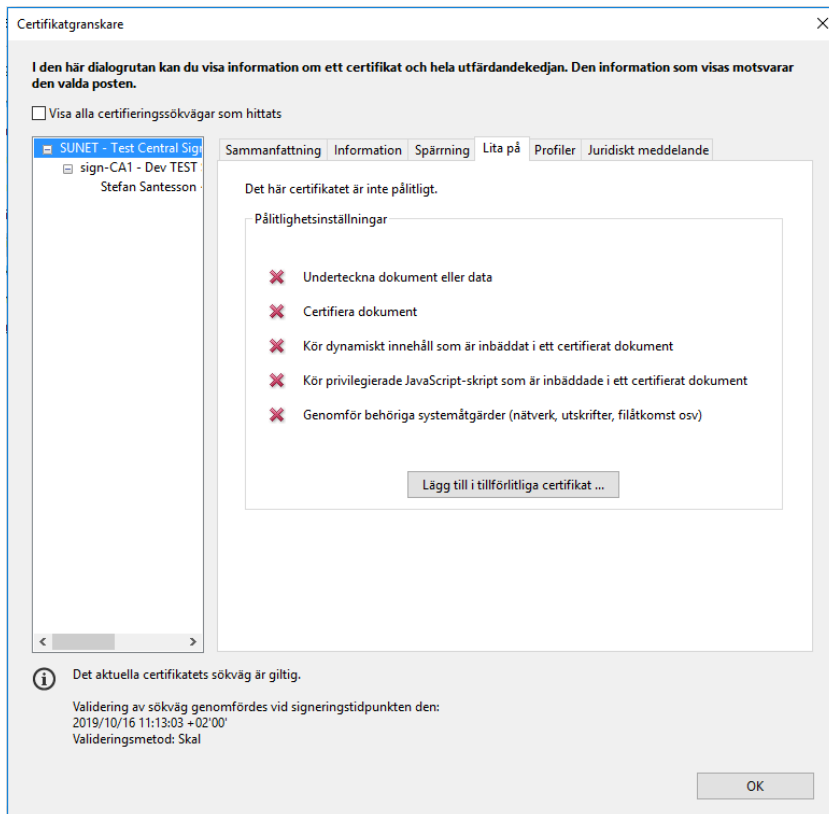 Certifikatgranskare
I den här dialogrutan kan du visa information om ett certifikat och hela utfärdandekedjan. Den information som visas motsvarar
den valda posten.
Visa alla certifieringssökvägar som hittats
SUNET - Test Central Sign
sign-CA1 - Dev TEST
Stefan Santesson -
Sammanfattning Information Spärrning Lita på Profiler Juridiskt meddelande
Det här certifikatet är inte pålitligt.
Pålitlighetsinställningar
Underteckna dokument eller data
Certifiera dokument
Kör dynamiskt innehåll som är inbäddat i ett certifierat dokument
Kör privilegierade JavaScript-skript som är inbäddade i ett certifierat dokument
Genomför behöriga systemåtgärder (nätverk, utskrifter, filåtkomst osv)
Lägg till i tillförlitliga certifikat ...
Det aktuella certifikatets sökväg är giltig.
Validering av sökväg genomfördes vid signeringstidpunkten den:
2019/10/16 11:13:03 +02'00'
Valideringsmetod: Skal
OK